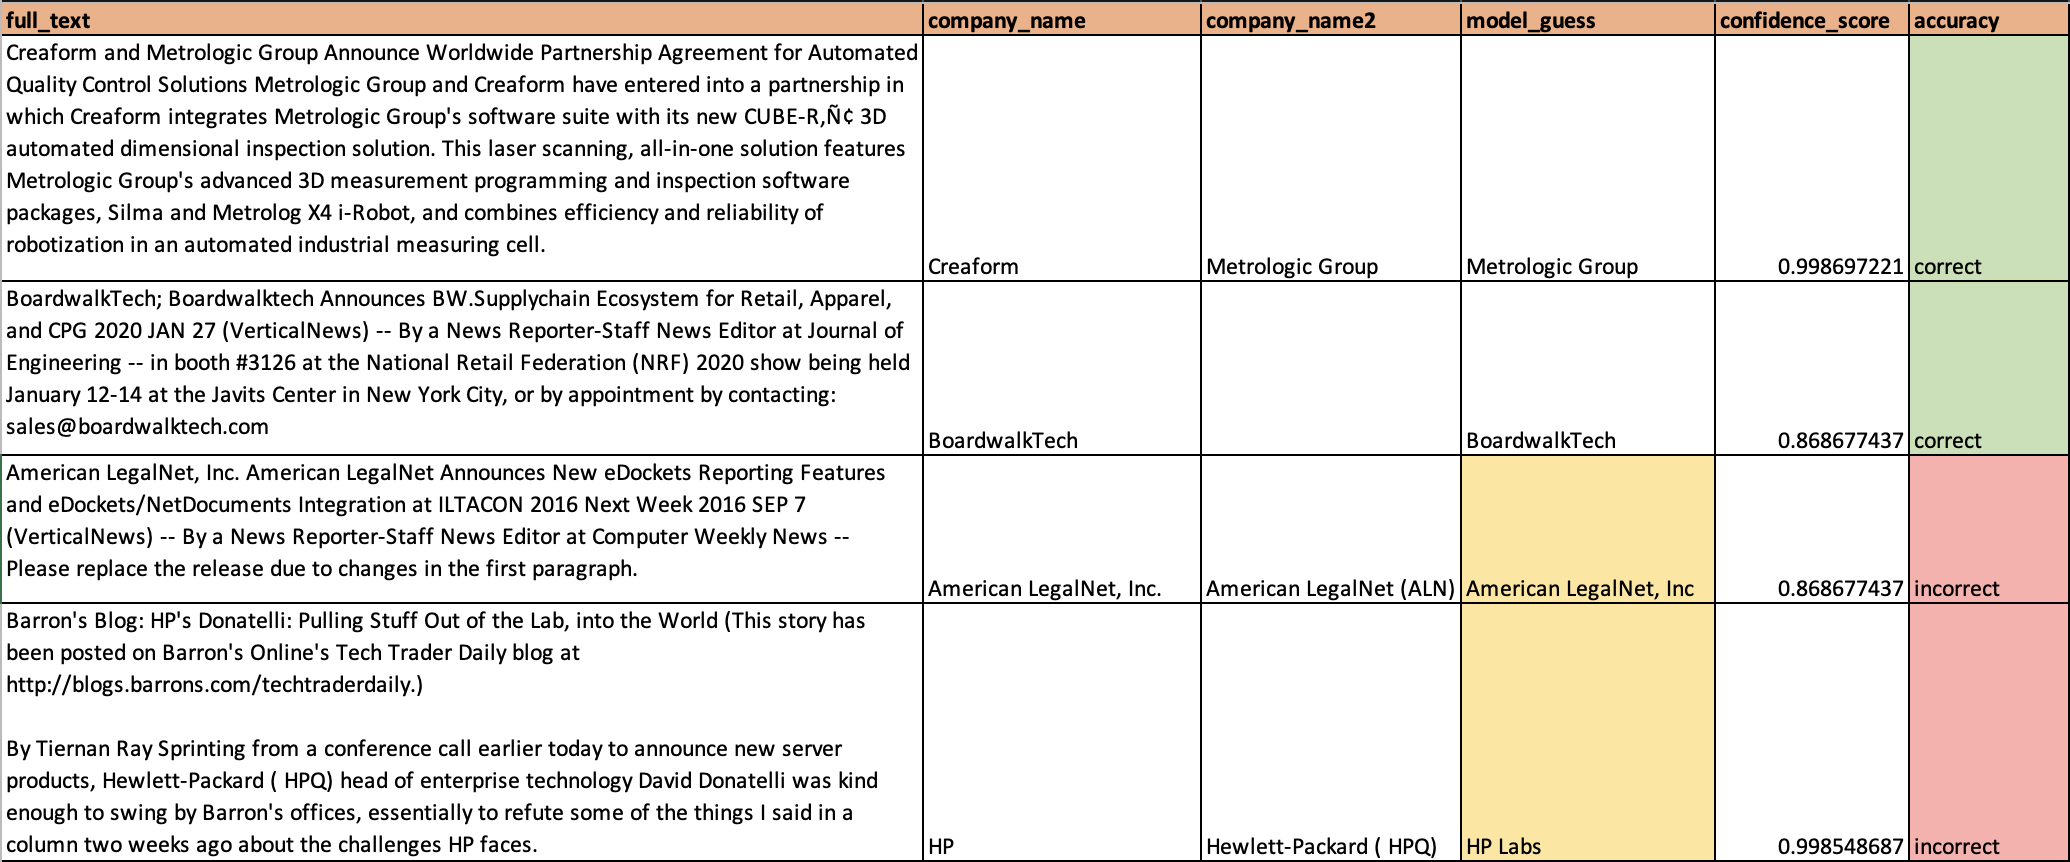 full_text company_name company_name2 model_guess confidence_score accuracy
Creaform and Metrologic Group Announce Worldwide Partnership Agreement for Automated
Quality Control Solutions Metrologic Group and Creaform have entered into a partnership in
which Creaform integrates Metrologic Group's software suite with its new CUBE-R‚Ñ¢ 3D
automated dimensional inspection solution. This laser scanning, all-in-one solution features
Metrologic Group's advanced 3D measurement programming and inspection software
packages, Silma and Metrolog X4 i-Robot, and combines efficiency and reliability of
robotization in an automated industrial measuring cell.
Creaform Metrologic Group Metrologic Group 0.998697221 correct
BoardwalkTech; Boardwalktech Announces BW.Supplychain Ecosystem for Retail, Apparel,
and CPG 2020 JAN 27 (VerticalNews) -- By a News Reporter-Staff News Editor at Journal of
Engineering -- in booth #3126 at the National Retail Federation (NRF) 2020 show being held
January 12-14 at the Javits Center in New York City, or by appointment by contacting:
sales@boardwalktech.com
BoardwalkTech BoardwalkTech 0.868677437 correct
American LegalNet, Inc. American LegalNet Announces New eDockets Reporting Features
and eDockets/NetDocuments Integration at ILTACON 2016 Next Week 2016 SEP 7
(VerticalNews) -- By a News Reporter-Staff News Editor at Computer Weekly News --
Please replace the release due to changes in the first paragraph.
American LegalNet, Inc. American LegalNet (ALN) American LegalNet, Inc 0.868677437 incorrect
Barron's Blog: HP's Donatelli: Pulling Stuff Out of the Lab, into the World (This story has
been posted on Barron's Online's Tech Trader Daily blog at
http://blogs.barrons.com/techtraderdaily.)
By Tiernan Ray Sprinting from a conference call earlier today to announce new server
products, Hewlett-Packard ( HPQ) head of enterprise technology David Donatelli was kind
enough to swing by Barron's offices, essentially to refute some of the things I said in a
column two weeks ago about the challenges HP faces.
HP Hewlett-Packard ( HPQ) HP Labs 0.998548687 incorrect